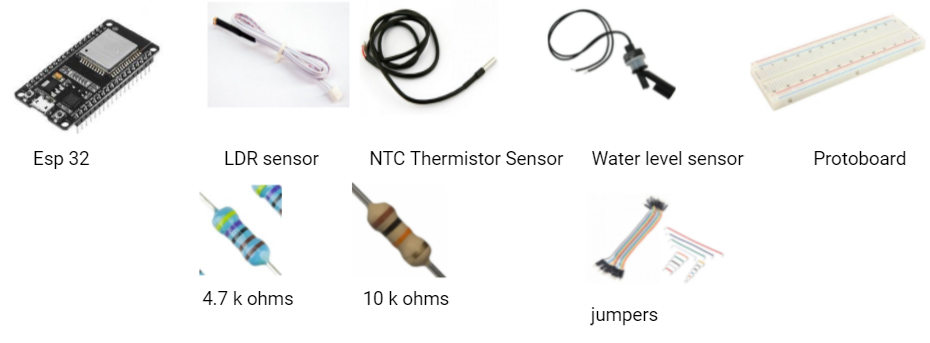 Esp 32
LDR sensor
NTC Thermistor Sensor
Water level sensor
Protoboard
4.7 k ohms
10 k ohms
jumpers